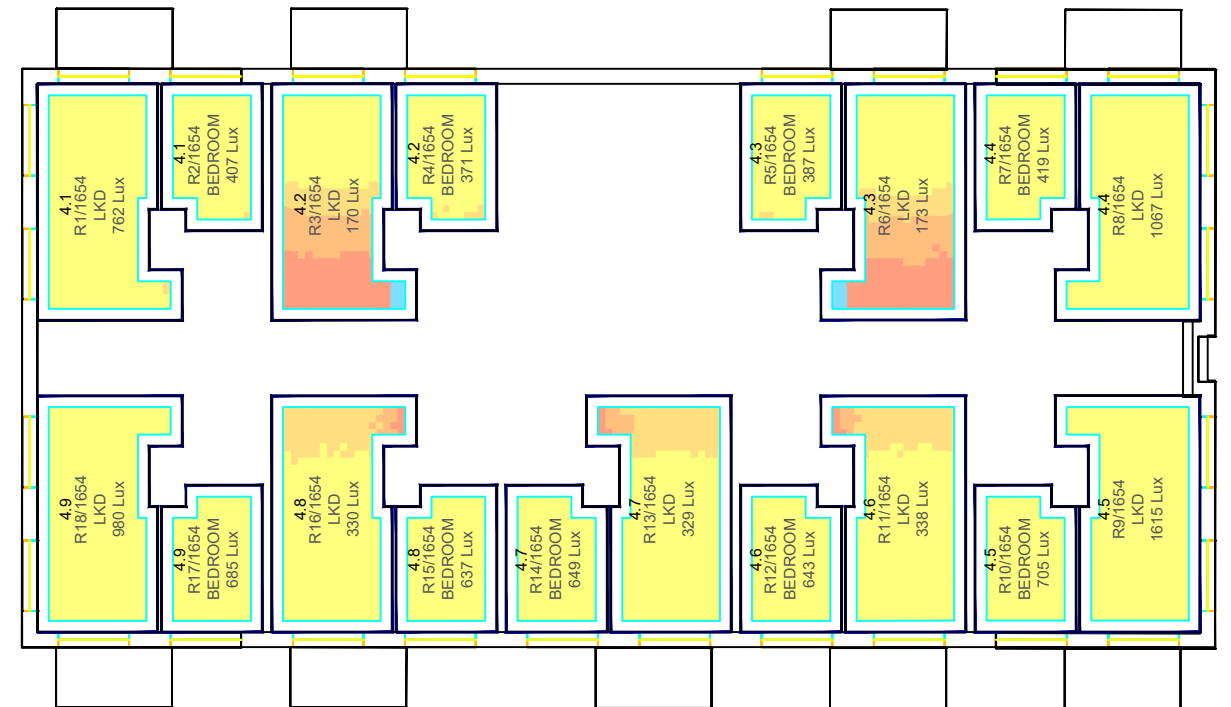 4.1
R1/1654
LKD
762 Lux
4.1
R2/1654
BEDROOM
407 Lux
4.2
R3/1654
LKD
170 Lux
4.2
R4/1654
BEDROOM
371 Lux
4.3
R5/1654
BEDROOM
387 Lux
4.3
R6/1654
LKD
173 Lux
4.4
R7/1654
BEDROOM
419 Lux
4.4
R8/1654
LKD
1067 Lux
4.9
R18/1654
LKD
980 Lux
4.9
R17/1654
BEDROOM
685 Lux
4.8
R16/1654
LKD
330 Lux
4.8
R15/1654
BEDROOM
637 Lux
4.7
R14/1654
BEDROOM
649 Lux
4.7
R13/1654
LKD
329 Lux
4.6
R12/1654
BEDROOM
643 Lux
4.6
R11/1654
LKD
338 Lux
4.5
R10/1654
BEDROOM
705 Lux
4.5
R9/1654
LKD
1615 Lux